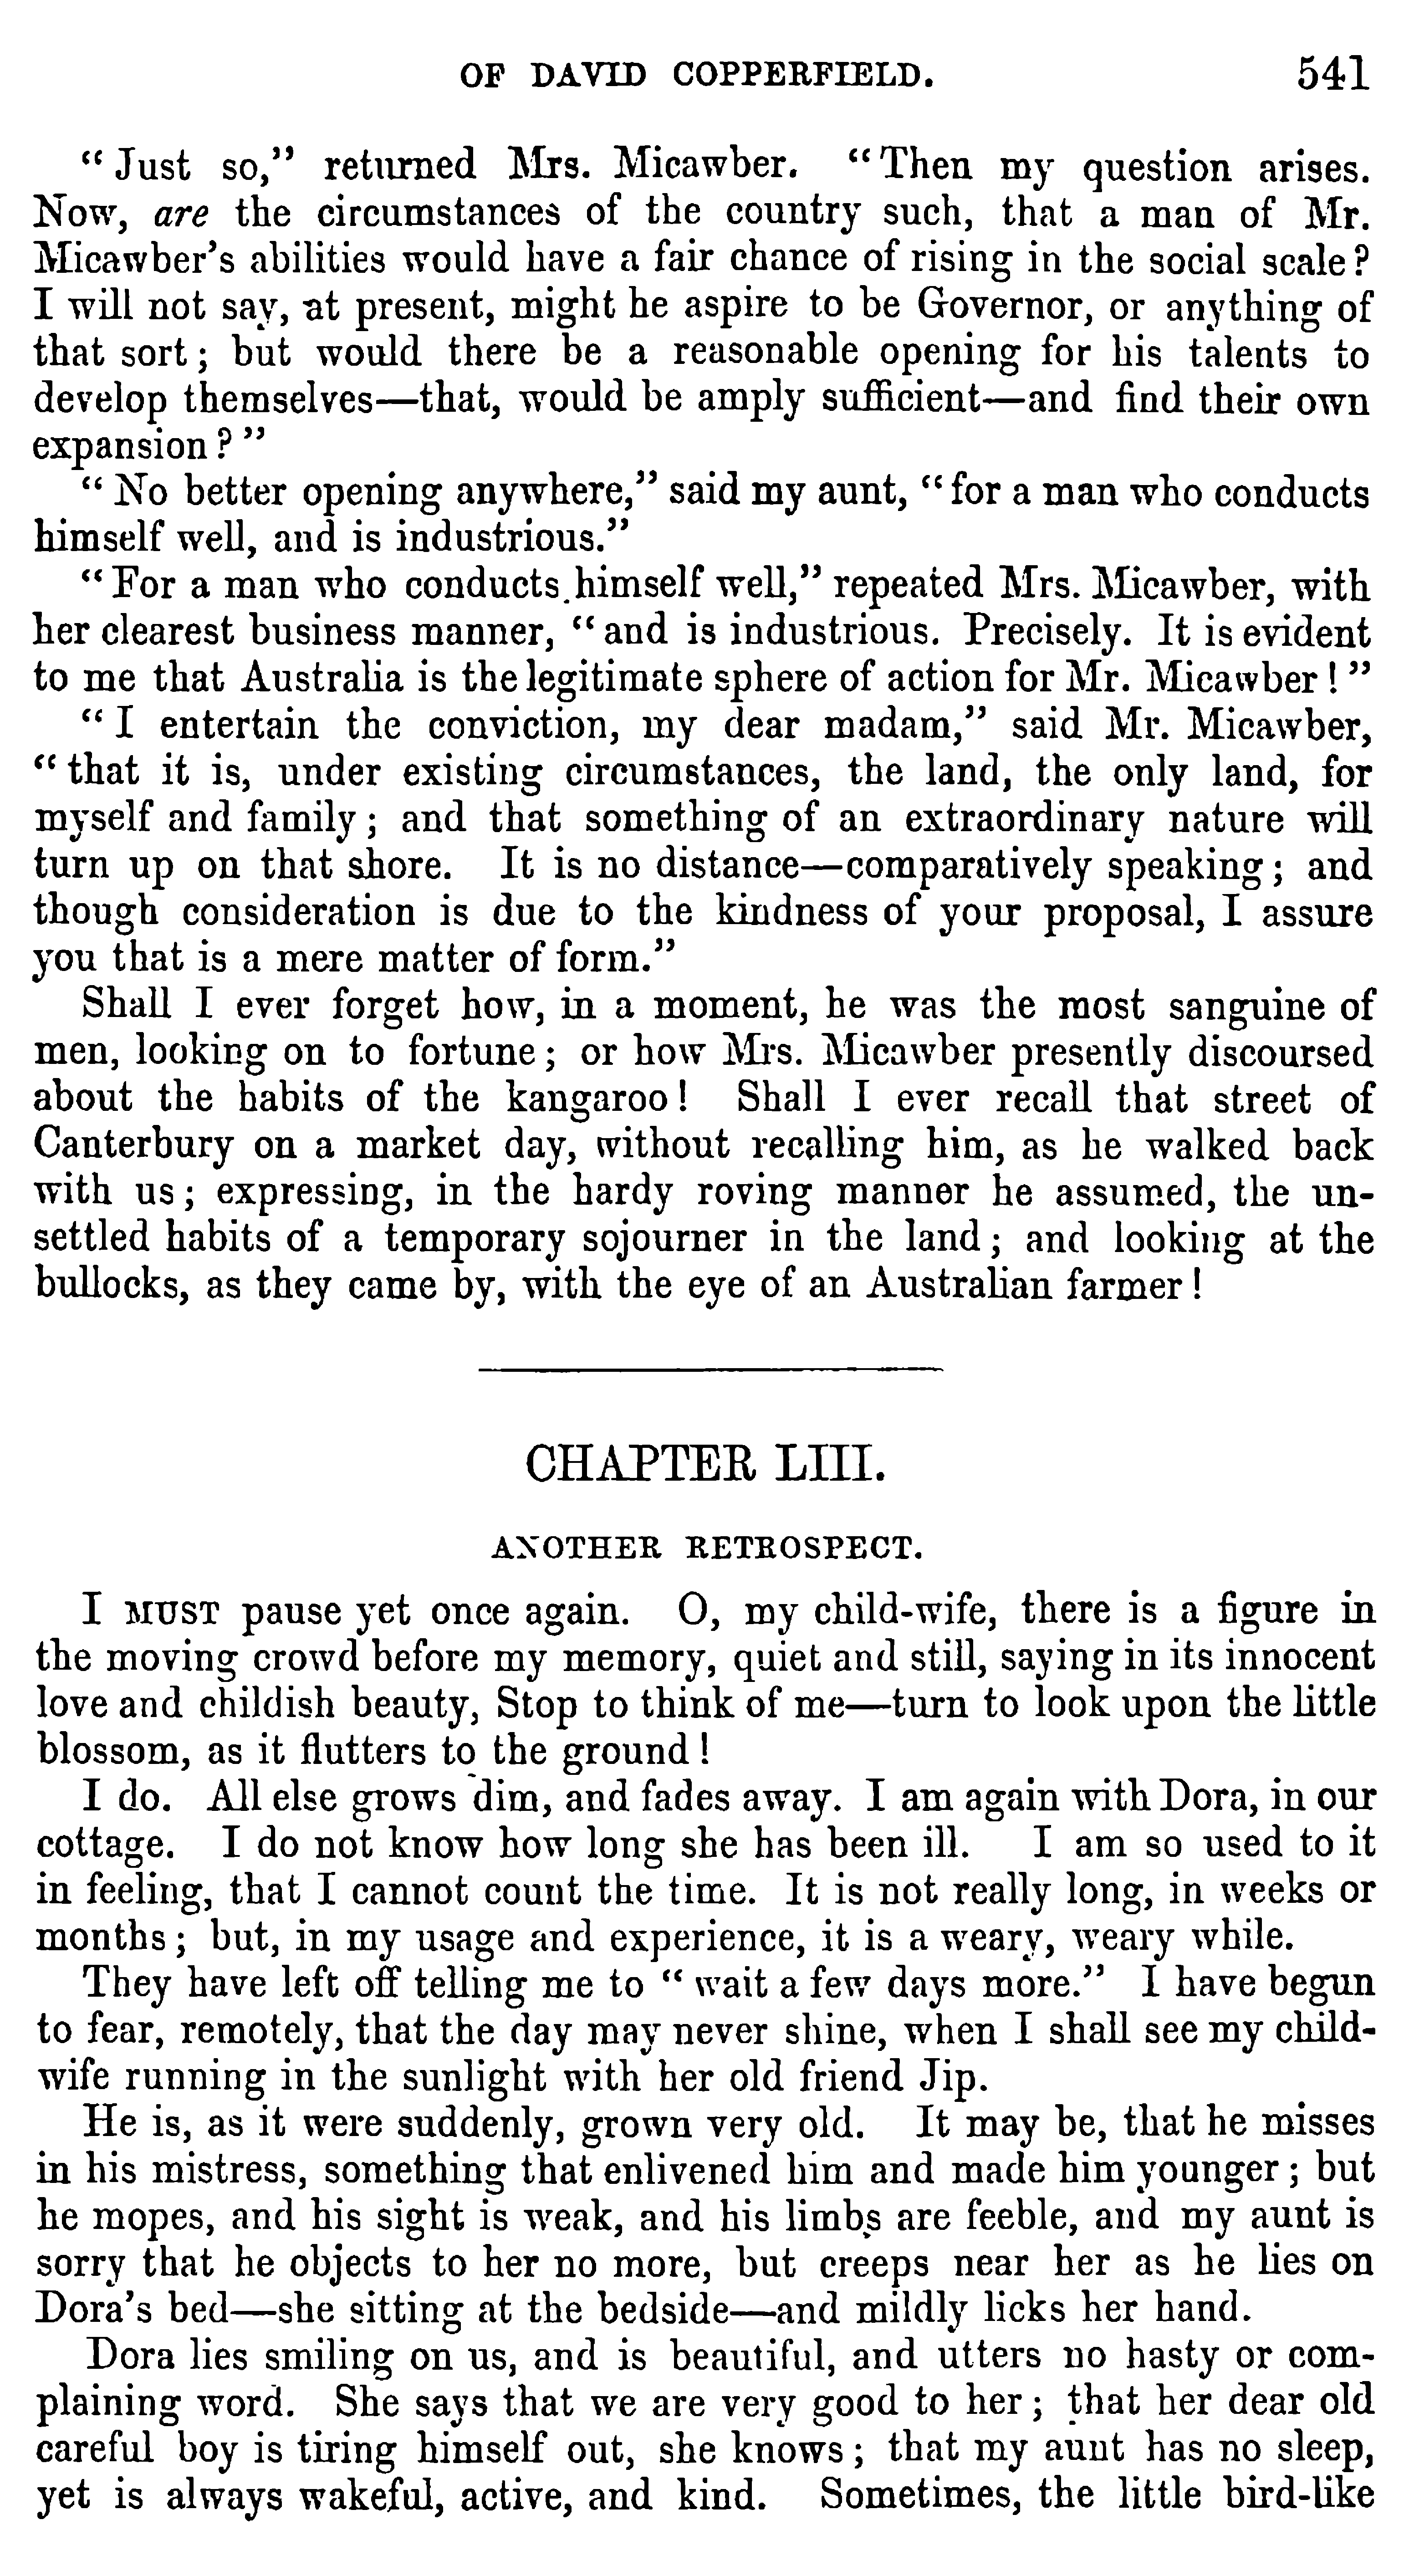 OF DAVID COPPERFIELD. 541
“Just so,” returned Mrs. Micawber. “Then my question arises.
Now, are the circumstances of the country such, that a man of Mr.
Micawber’s abilities would have a fair chance of rising in the social scale?
I will not say, at present, might he aspire to be Governor, or anything of
that sort; but would there be a reasonable opening for his talents to
develop themselves—that, would be amply sufficient—and find their own
expansion?”
“No better opening anywhere,” said my aunt, “for a man who conducts
himself well, and is industrious.”
“For a man who conducts himself well,” repeated Mrs. Micawber, with
her clearest business manner, “and is industrious. Precisely. It is evident
to me that Australia is the legitimate sphere of action for Mr. Micawber!”
“I entertain the conviction, my dear madam,” said Mr. Micawber,
“that it is, under existing circumstances, the land, the only land, for
myself and family; and that something of an extraordinary nature will
turn up on that shore. It is no distance—comparatively speaking; and
though consideration is due to the kindness of your proposal, I assure
you that is a mere matter of form.”
Shall I ever forget how, in a moment, he was the most sanguine of
men, looking on to fortune; or how Mrs. Micawber presently discoursed
about the habits of the kangaroo! Shall I ever recall that street of
Canterbury on a market day, without recalling him, as he walked back
with us; expressing, in the hardy roving manner he assumed, the un-
settled habits of a temporary sojourner in the land; and looking at the
bullocks, as they came by, with the eye of an Australian farmer!
CHAPTER LIII.
ANOTHER RETROSPECT.
I MUST pause yet once again. O, my child-wife, there is a figure in
the moving crowd before my memory, quiet and still, saying in its innocent
love and childish beauty, Stop to think of me—turn to look upon the little
blossom, as it flutters to the ground!
I do. All else grows dim, and fades away. I am again with Dora, in our
cottage. I do not know how long she has been ill. I am so used to it
in feeling, that I cannot count the time. It is not really long, in weeks or
months; but, in my usage and experience, it is a weary, weary while.
They have left off telling me to “wait a few days more.” I have begun
to fear, remotely, that the day may never shine, when I shall see my child-
wife running in the sunlight with her old friend Jip.
He is, as it were suddenly, grown very old. It may be, that he misses
in his mistress, something that enlivened him and made him younger; but
he mopes, and his sight is weak, and his limbs are feeble, and my aunt is
sorry that he objects to her no more, but creeps near her as he lies on
Dora’s bed—she sitting at the bedside—and mildly licks her hand.
Dora lies smiling on us, and is beautiful, and utters no hasty or com-
plaining word. She says that we are very good to her; that her dear old
careful boy is tiring himself out, she knows; that my aunt has no sleep,
yet is always wakeful, active, and kind. Sometimes, the little bird-like